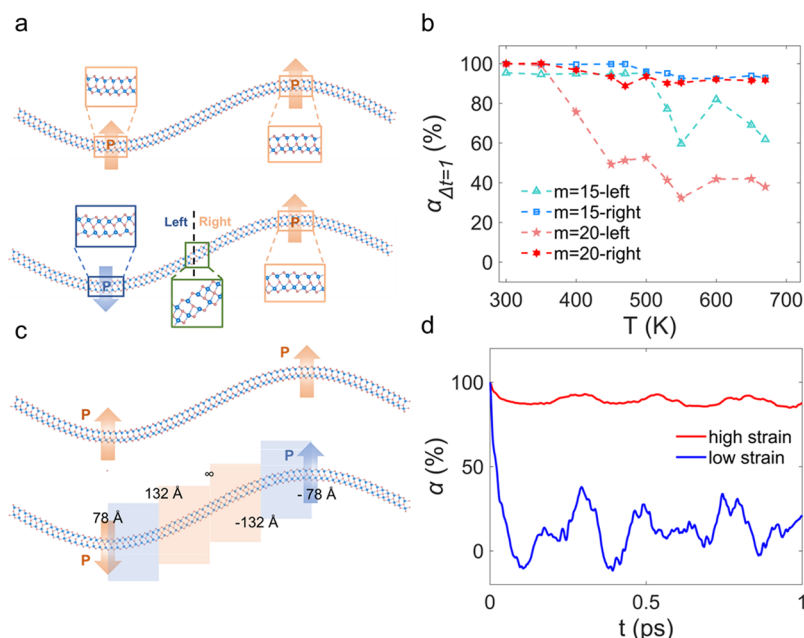 a
P
P
Left
Right
P
P
b
α Δt=1 (%)
100
80
60
40
20
0
m=15-left
m=15-right
m=20-left
m=20-right
300
400
500
600
700
T (K)
c
P
P
∞
P
132 Å
- 78 Å
78 Å
-132 Å
P
d
α (%)
100
50
0
high strain
low strain
0
0.5
1
t (ps)